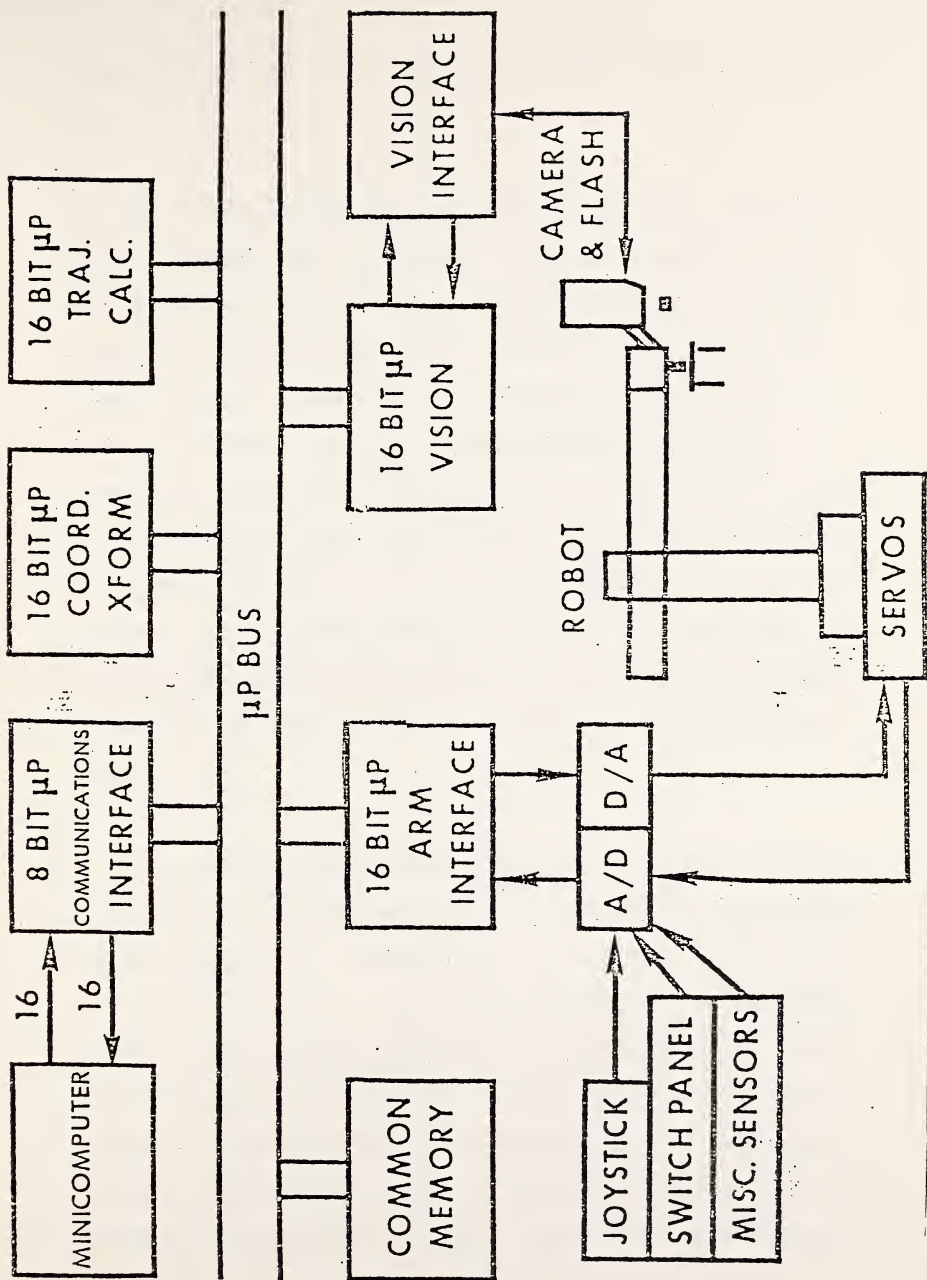 MINICOMPUTER
16
16
8 BIT µP
COMMUNICATIONS
INTERFACE
16 BIT µP
COORD.
XFORM
16 BIT µP
TRAJ.
CALC.
µP BUS
COMMON
MEMORY
16 BIT µP
ARM
INTERFACE
16 BIT µP
VISION
VISION
INTERFACE
JOYSTICK
SWITCH PANEL
MISC. SENSORS
A/D
D/A
ROBOT
CAMERA
& FLASH
SERVOS